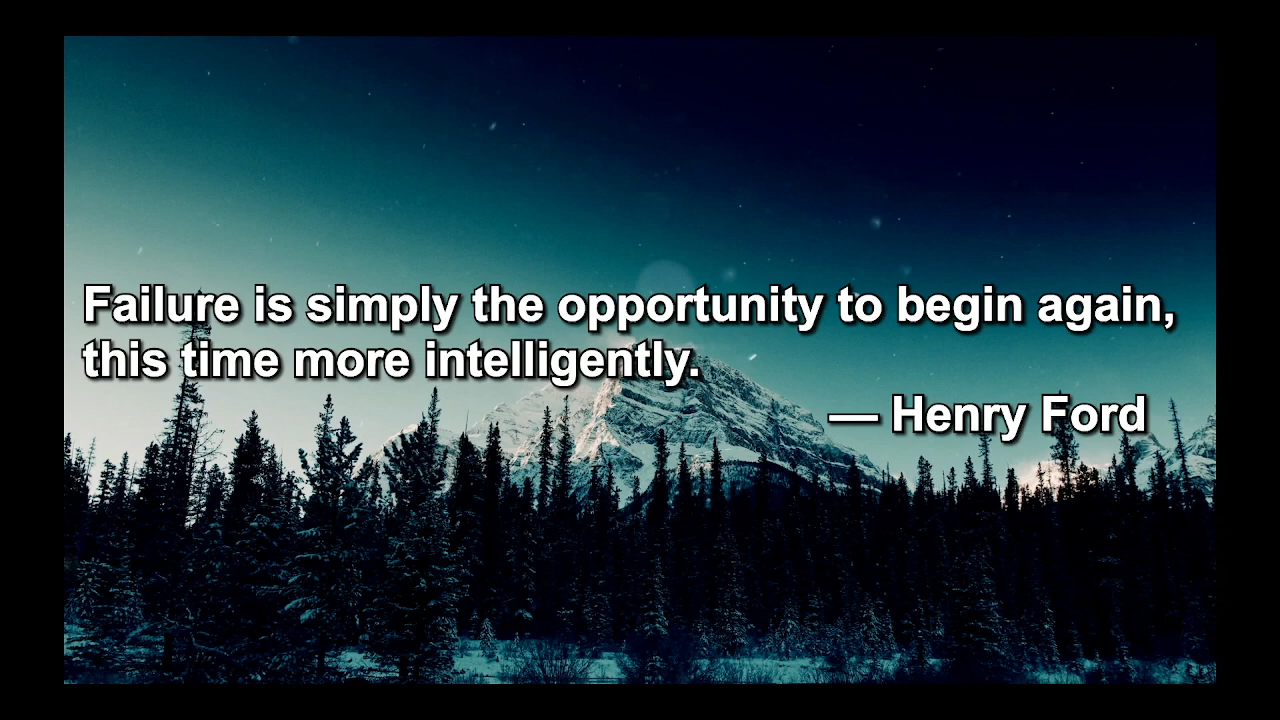 Failure is simply the opportunity to begin again,
this time more intelligently.
— Henry Ford